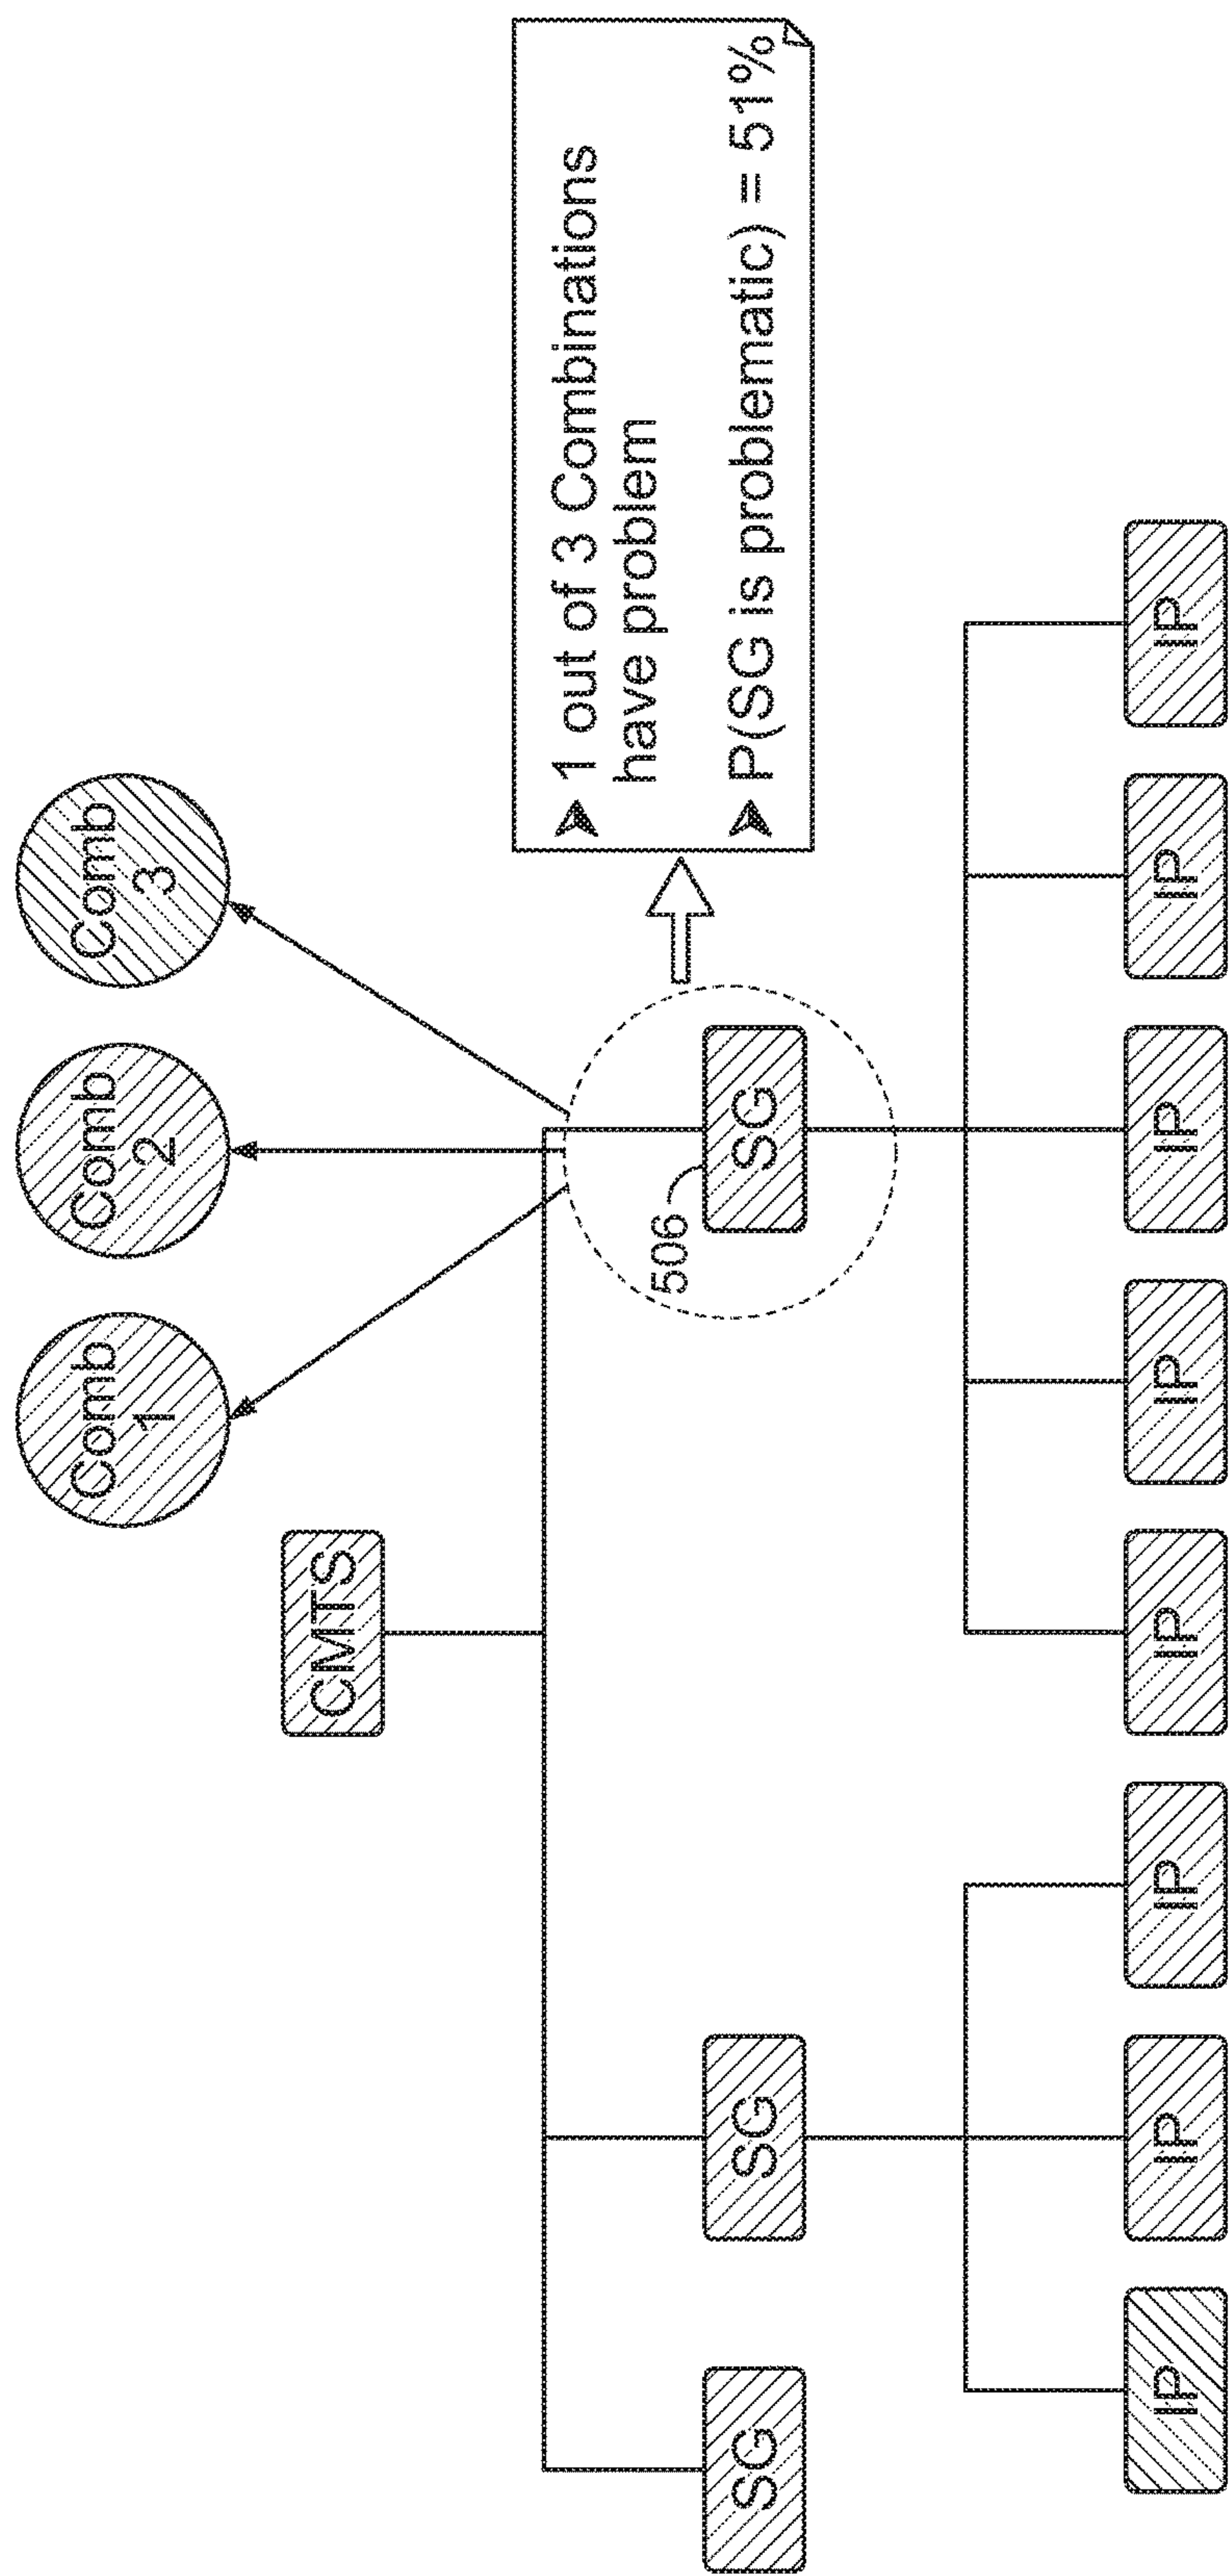 Comb
1
Comb
2
Comb
3
CMTS
506
SG
SG
SG
➤ 1 out of 3 Combinations
have problem
➤ P(SG is problematic) = 51%
IP
IP
IP
IP
IP
IP
IP
IP